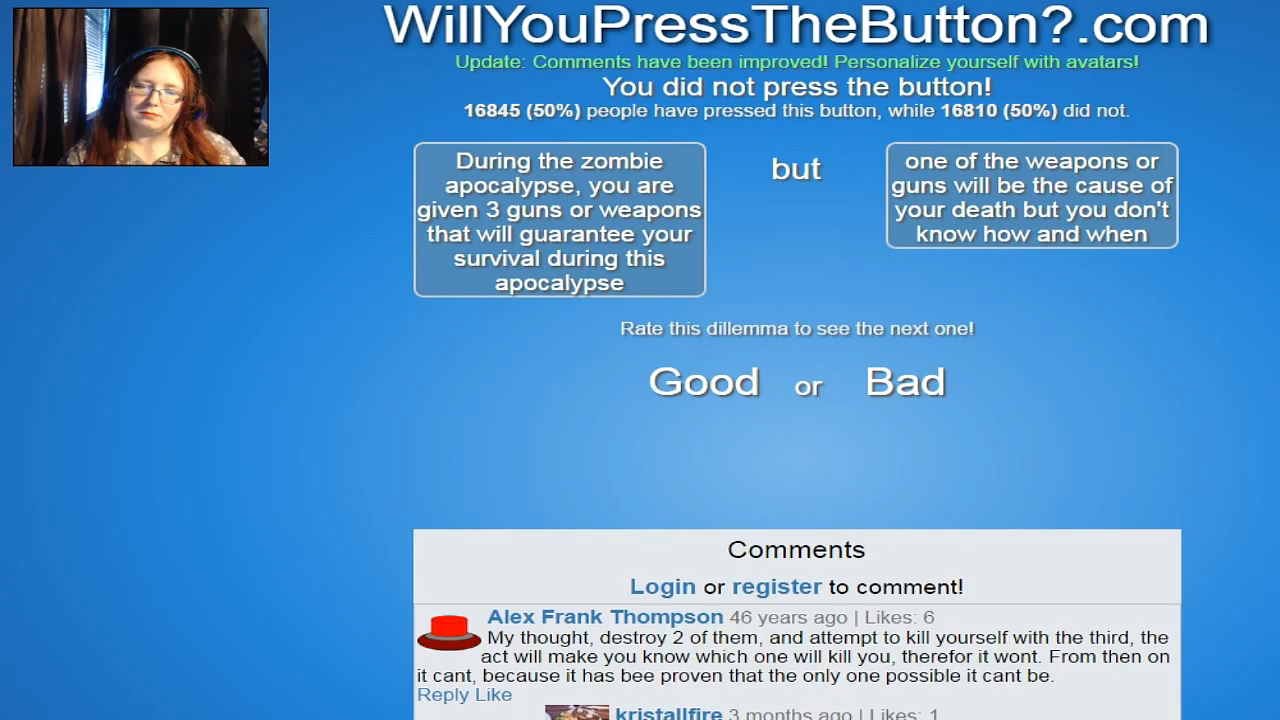 WillYouPressTheButton?.com
Update: Comments have been improved! Personalize yourself with avatars!
You did not press the button!
16845 (50%) people have pressed this button, while 16810 (50%) did not.
During the zombie
apocalypse, you are
given 3 guns or weapons
that will guarantee your
survival during this
apocalypse
but
one of the weapons or
guns will be the cause of
your death but you don't
know how and when
Rate this dillemma to see the next one!
Good or Bad
Comments
Login or register to comment!
Alex Frank Thompson 46 years ago | Likes: 6
My thought, destroy 2 of them, and attempt to kill yourself with the third, the
act will make you know which one will kill you, therefor it wont. From then on
it cant, because it has bee proven that the only one possible it cant be.
Reply Like
kristallfire 3 months ago | Likes: 1